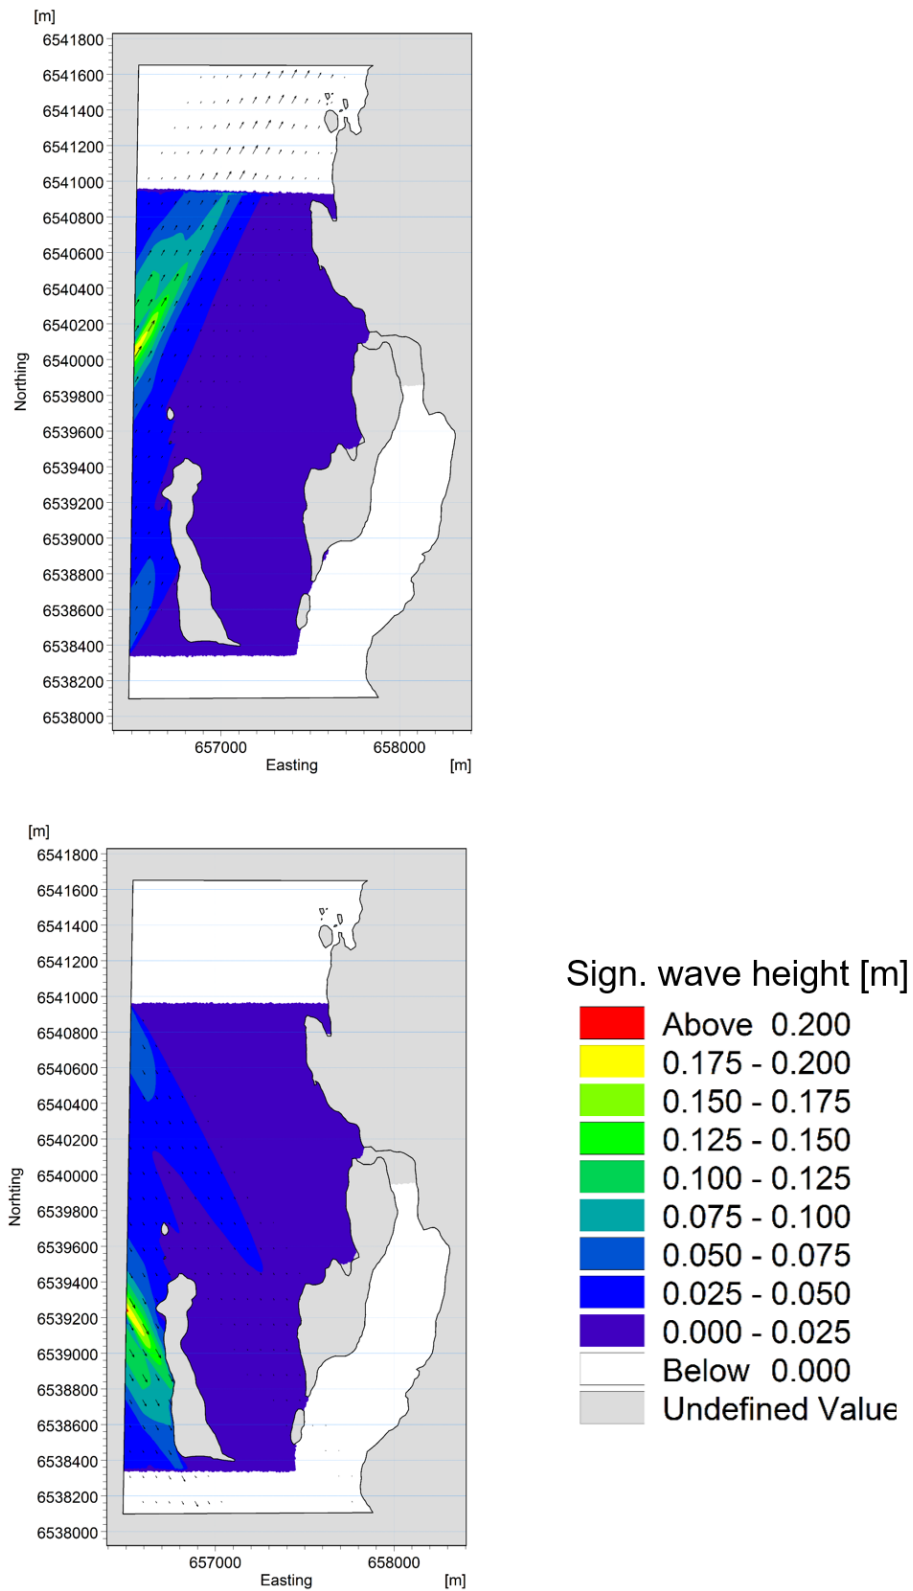 [m]
6541800
6541600
6541400
6541200
6541000
6540800
6540600
6540400
6540200
6540000
6539800
6539600
6539400
6539200
6539000
6538800
6538600
6538400
6538200
6538000
Northing
657000 658000
Easting [m]
[m]
6541800
6541600
6541400
6541200
6541000
6540800
6540600
6540400
6540200
6540000
6539800
6539600
6539400
6539200
6539000
6538800
6538600
6538400
6538200
6538000
Norhting
657000 658000
Easting [m]
Sign. wave height [m]
Above 0.200
0.175 - 0.200
0.150 - 0.175
0.125 - 0.150
0.100 - 0.125
0.075 - 0.100
0.050 - 0.075
0.025 - 0.050
0.000 - 0.025
Below 0.000
Undefined Value